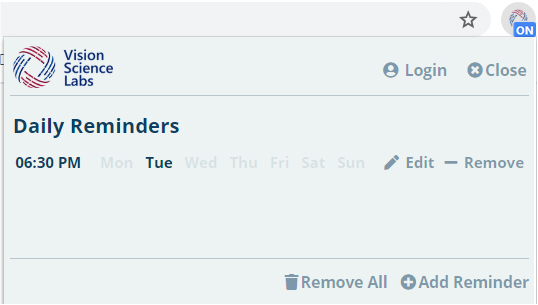 ON
Vision
Science
Labs
Login Close
Daily Reminders
06:30 PM Mon Tue Wed Thu Fri Sat Sun Edit Remove
Remove All Add Reminder